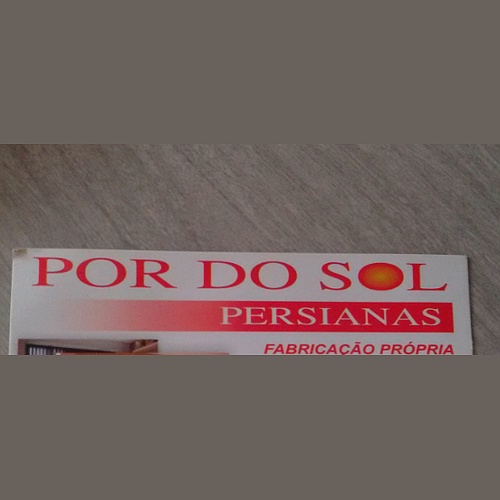 POR DO SOL
PERSIANAS
FABRICAÇÃO PRÓPRIA